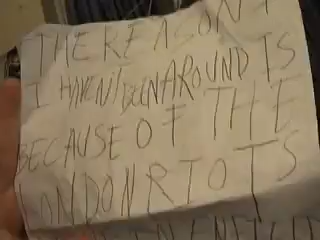 THE REASON I
I HAVEN'T BEEN AROUND IS
BECAUSE OF THE
LONDON RIOTS